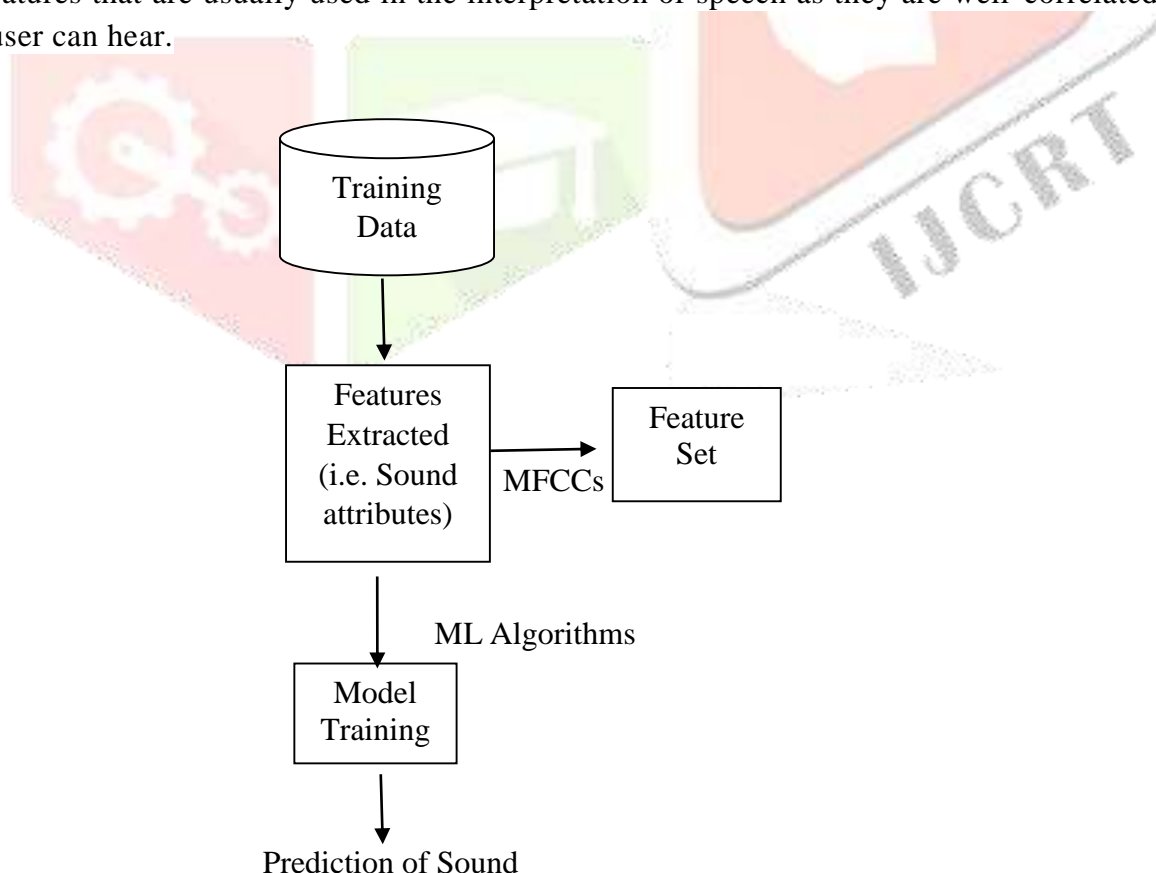 atures that are usually used in the interpretation of speech as they are well-correlated
user can hear.
IJCRT
Training
Data
Features
Extracted
(i.e. Sound
attributes)
MFCCs
Feature
Set
ML Algorithms
Model
Training
Prediction of Sound